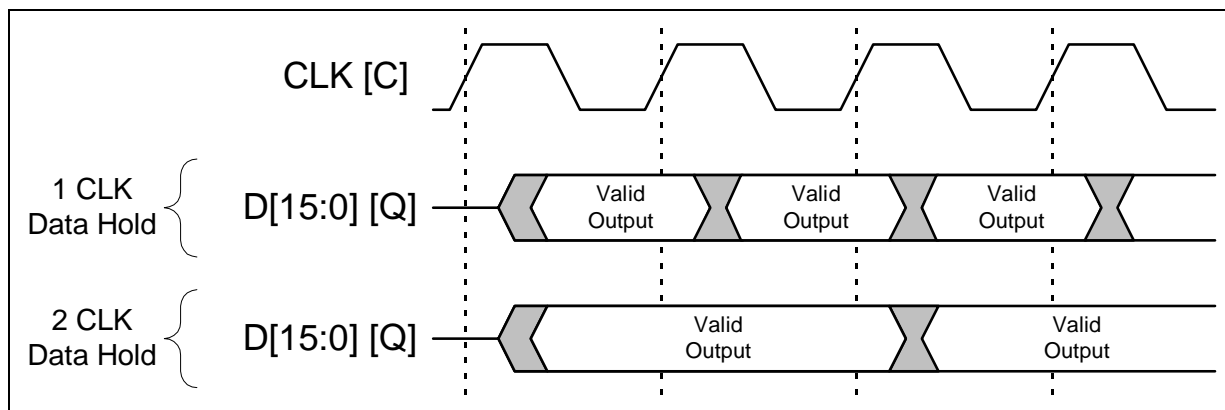 CLK [C]
1 CLK
Data Hold
D[15:0] [Q]
Valid
Output
Valid
Output
Valid
Output
2 CLK
Data Hold
D[15:0] [Q]
Valid
Output
Valid
Output